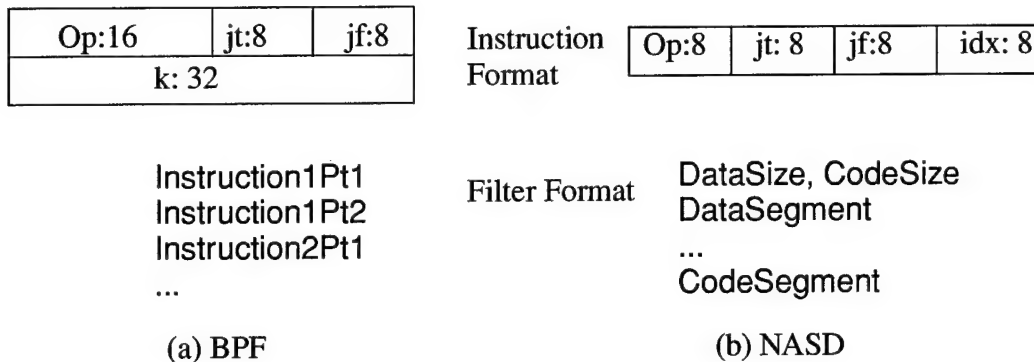 Op:16 jt:8 jf:8
k: 32
Instruction1Pt1
Instruction1Pt2
Instruction2Pt1
...
(a) BPF
Instruction
Format
Op:8 jt: 8 jf:8 idx: 8
Filter Format
DataSize, CodeSize
DataSegment
...
CodeSegment
(b) NASD